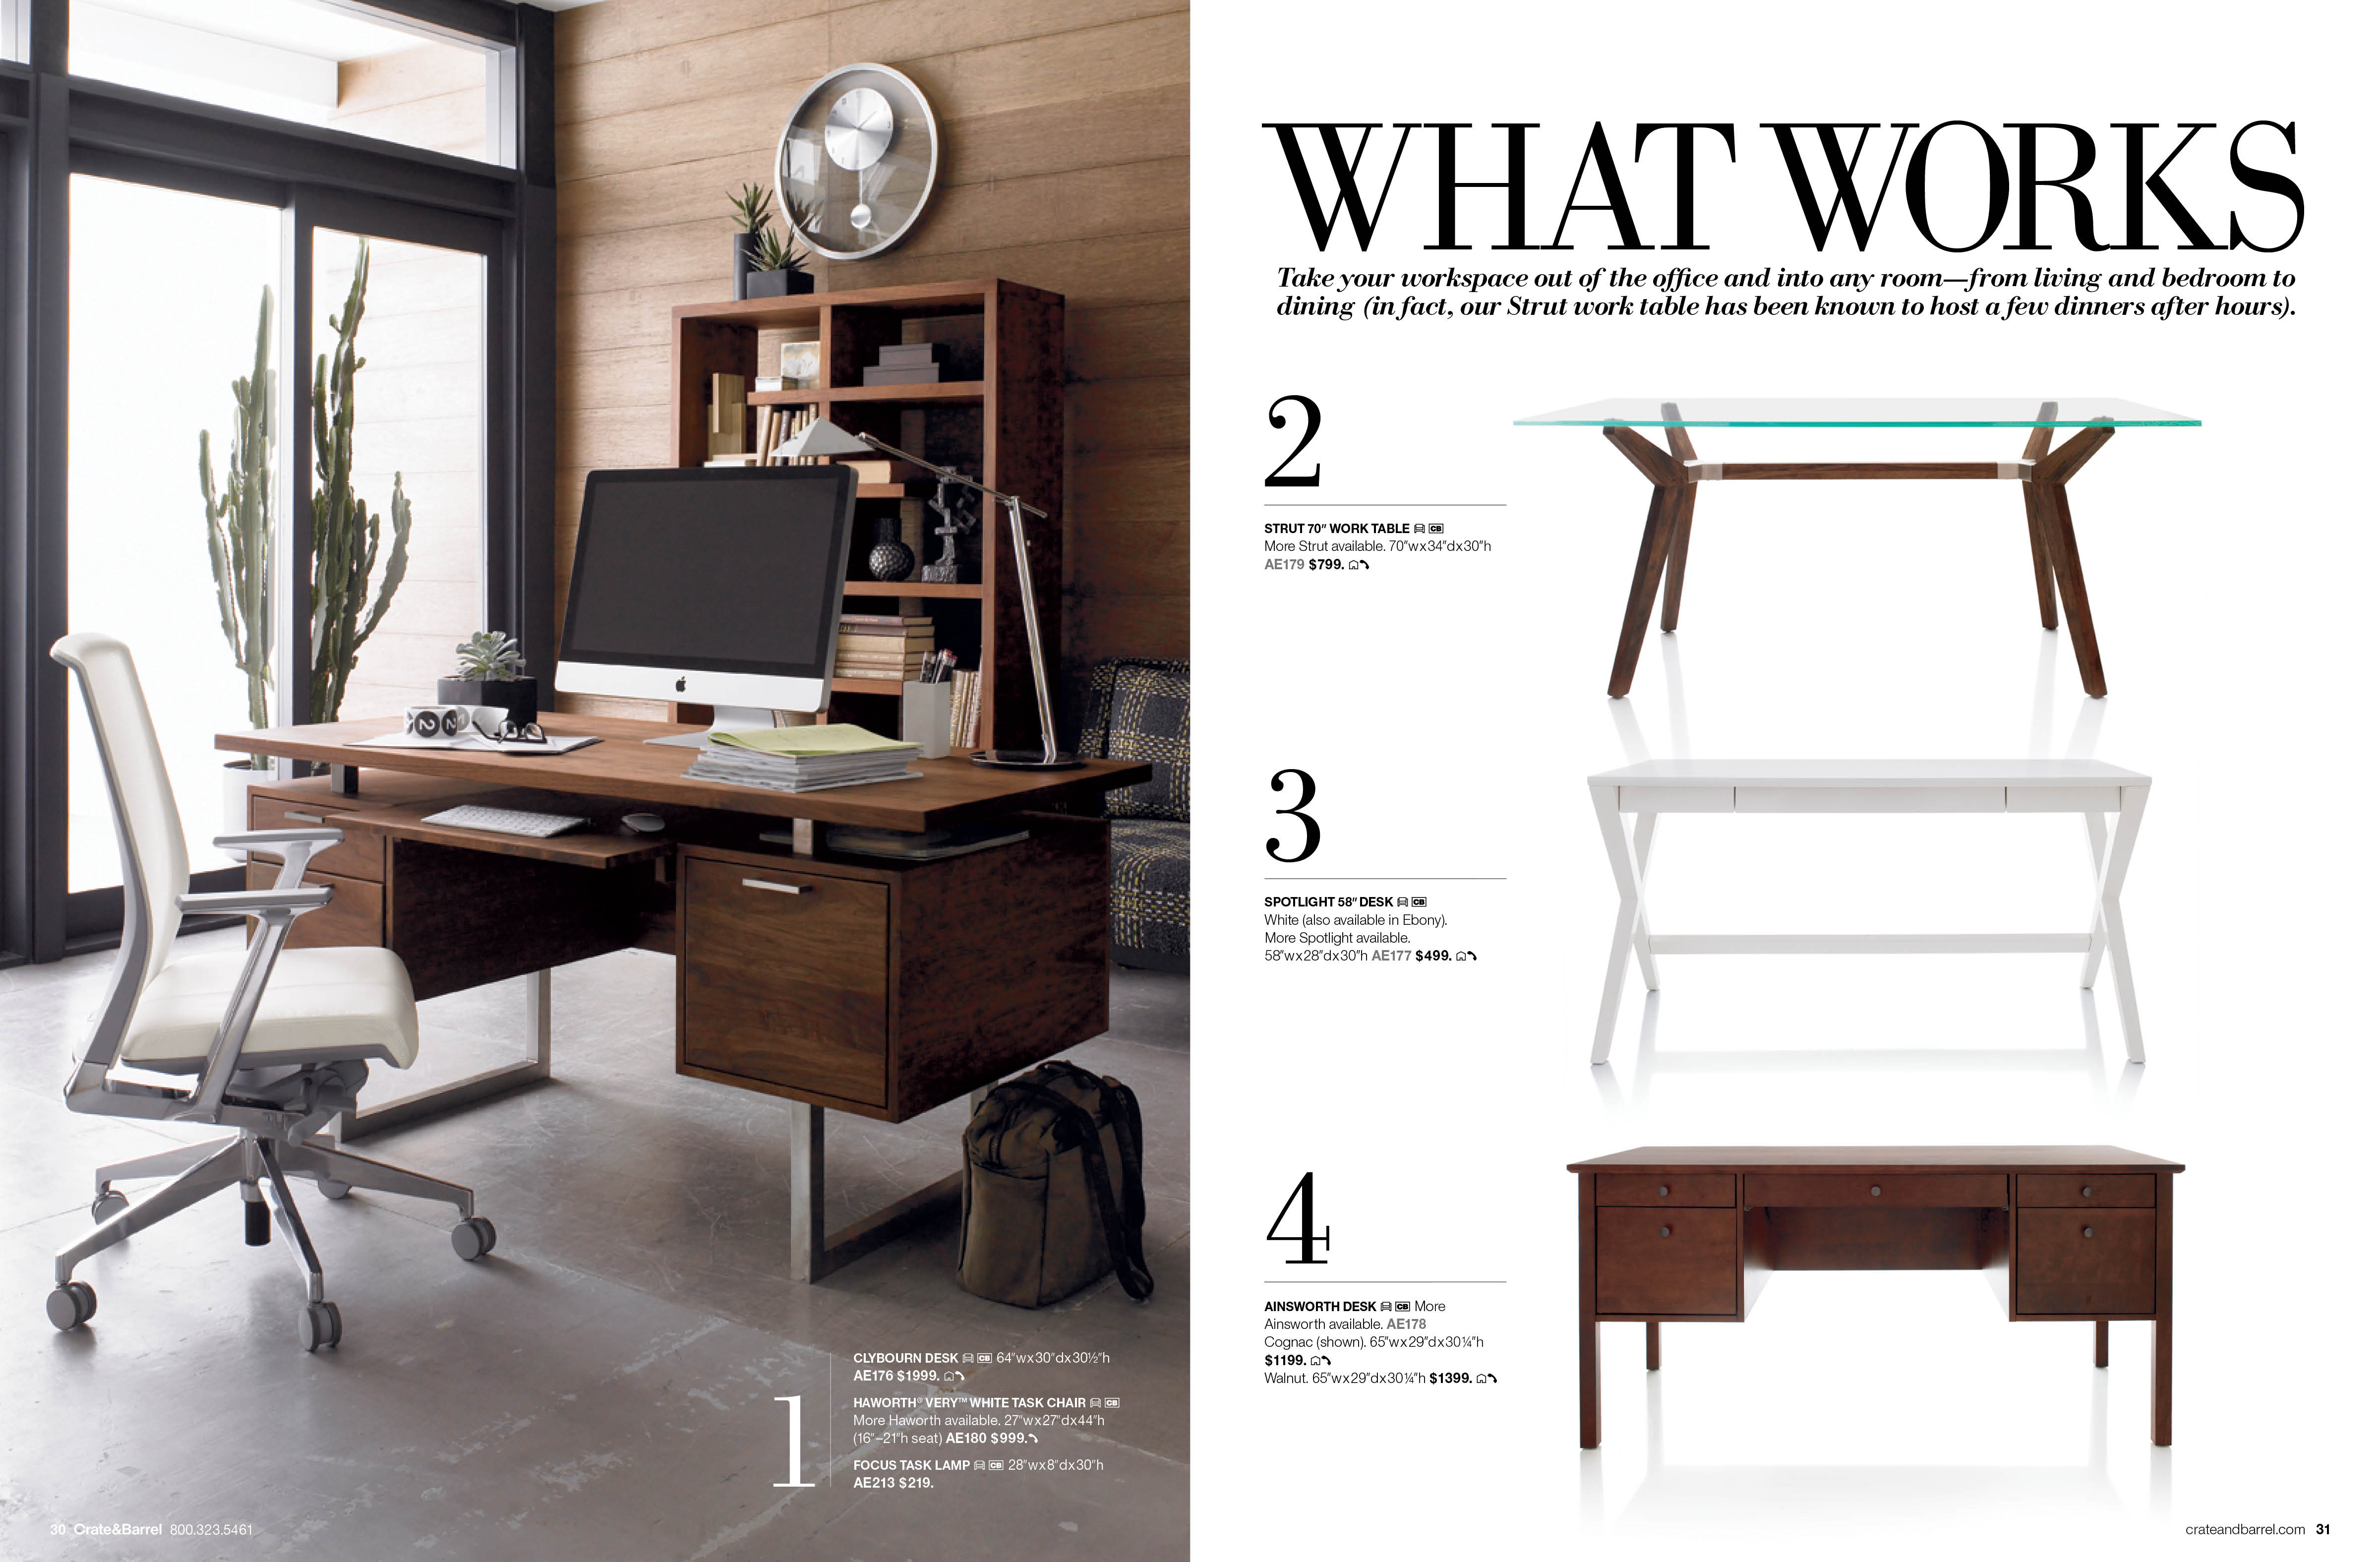 CLYBOURN DESK CB 64"wx30"dx30½"h
AE176 $1999.
HAWORTH® VERY™ WHITE TASK CHAIR CB
More Haworth available. 27"wx27"dx44"h
(16"–21"h seat) AE180 $999.
FOCUS TASK LAMP CB 28"wx8"dx30"h
AE213 $219.
1
30 Crate&Barrel 800.323.5461
WHAT WORKS
Take your workspace out of the office and into any room—from living and bedroom to
dining (in fact, our Strut work table has been known to host a few dinners after hours).
2
STRUT 70" WORK TABLE CB
More Strut available. 70"wx34"dx30"h
AE179 $799.
3
SPOTLIGHT 58" DESK CB
White (also available in Ebony).
More Spotlight available.
58"wx28"dx30"h AE177 $499.
4
AINSWORTH DESK CB More
Ainsworth available. AE178
Cognac (shown). 65"wx29"dx30¼"h
$1199.
Walnut. 65"wx29"dx30¼"h $1399.
crateandbarrel.com 31